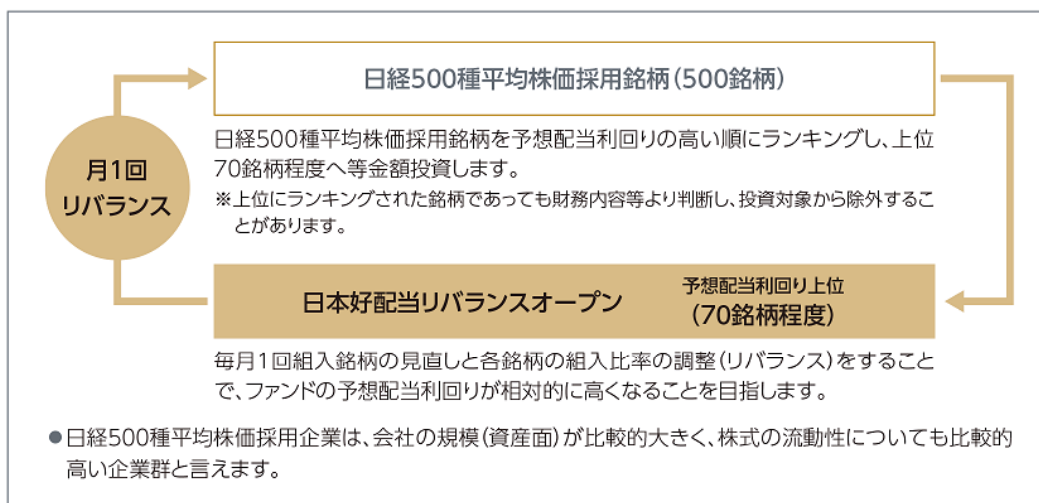 日経500種平均株価採用銘柄(500銘柄)
日経500種平均株価採用銘柄を予想配当利回りの高い順にランキングし、上位
70銘柄程度へ等金額投資します。
※上位にランキングされた銘柄であっても財務内容等より判断し、投資対象から除外するこ
とがあります。
月1回
リバランス
日本好配当リバランスオープン
予想配当利回り上位
(70銘柄程度)
毎月1回組入銘柄の見直しと各銘柄の組入比率の調整(リバランス)をすること
で、ファンドの予想配当利回りが相対的に高くなることを目指します。
●日経500種平均株価採用企業は、会社の規模(資産面)が比較的大きく、株式の流動性についても比較的
高い企業群と言えます。